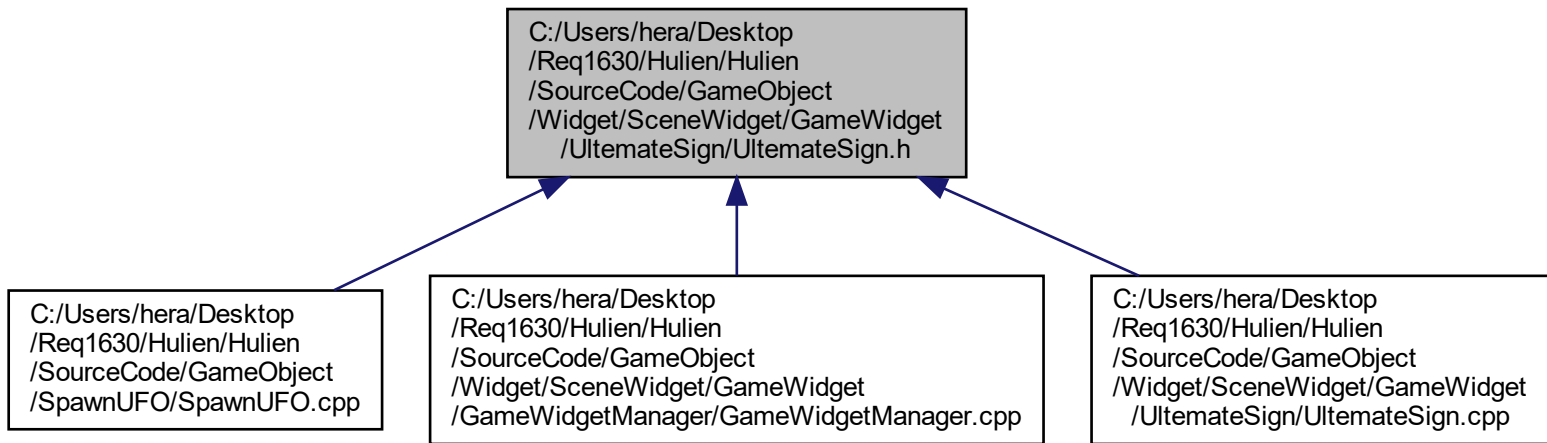 C:/Users/hera/Desktop
/Req1630/Hulien/Hulien
/SourceCode/GameObject
/Widget/SceneWidget/GameWidget
/UltemateSign/UltemateSign.h
C:/Users/hera/Desktop
/Req1630/Hulien/Hulien
/SourceCode/GameObject
/SpawnUFO/SpawnUFO.cpp
C:/Users/hera/Desktop
/Req1630/Hulien/Hulien
/SourceCode/GameObject
/Widget/SceneWidget/GameWidget
/GameWidgetManager/GameWidgetManager.cpp
C:/Users/hera/Desktop
/Req1630/Hulien/Hulien
/SourceCode/GameObject
/Widget/SceneWidget/GameWidget
/UltemateSign/UltemateSign.cpp